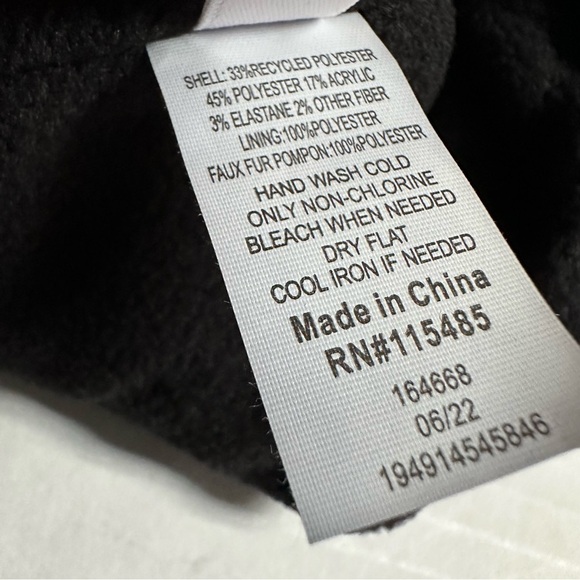 SHELL: 33%RECYCLED POLYESTER
45% POLYESTER 17% ACRYLIC
3% ELASTANE 2% OTHER FIBER
LINING:100%POLYESTER
FAUX FUR POMPON:100%POLYESTER
HAND WASH COLD
ONLY NON-CHLORINE
BLEACH WHEN NEEDED
DRY FLAT
COOL IRON IF NEEDED
Made in China
RN#115485
164668
06/22
194914545846